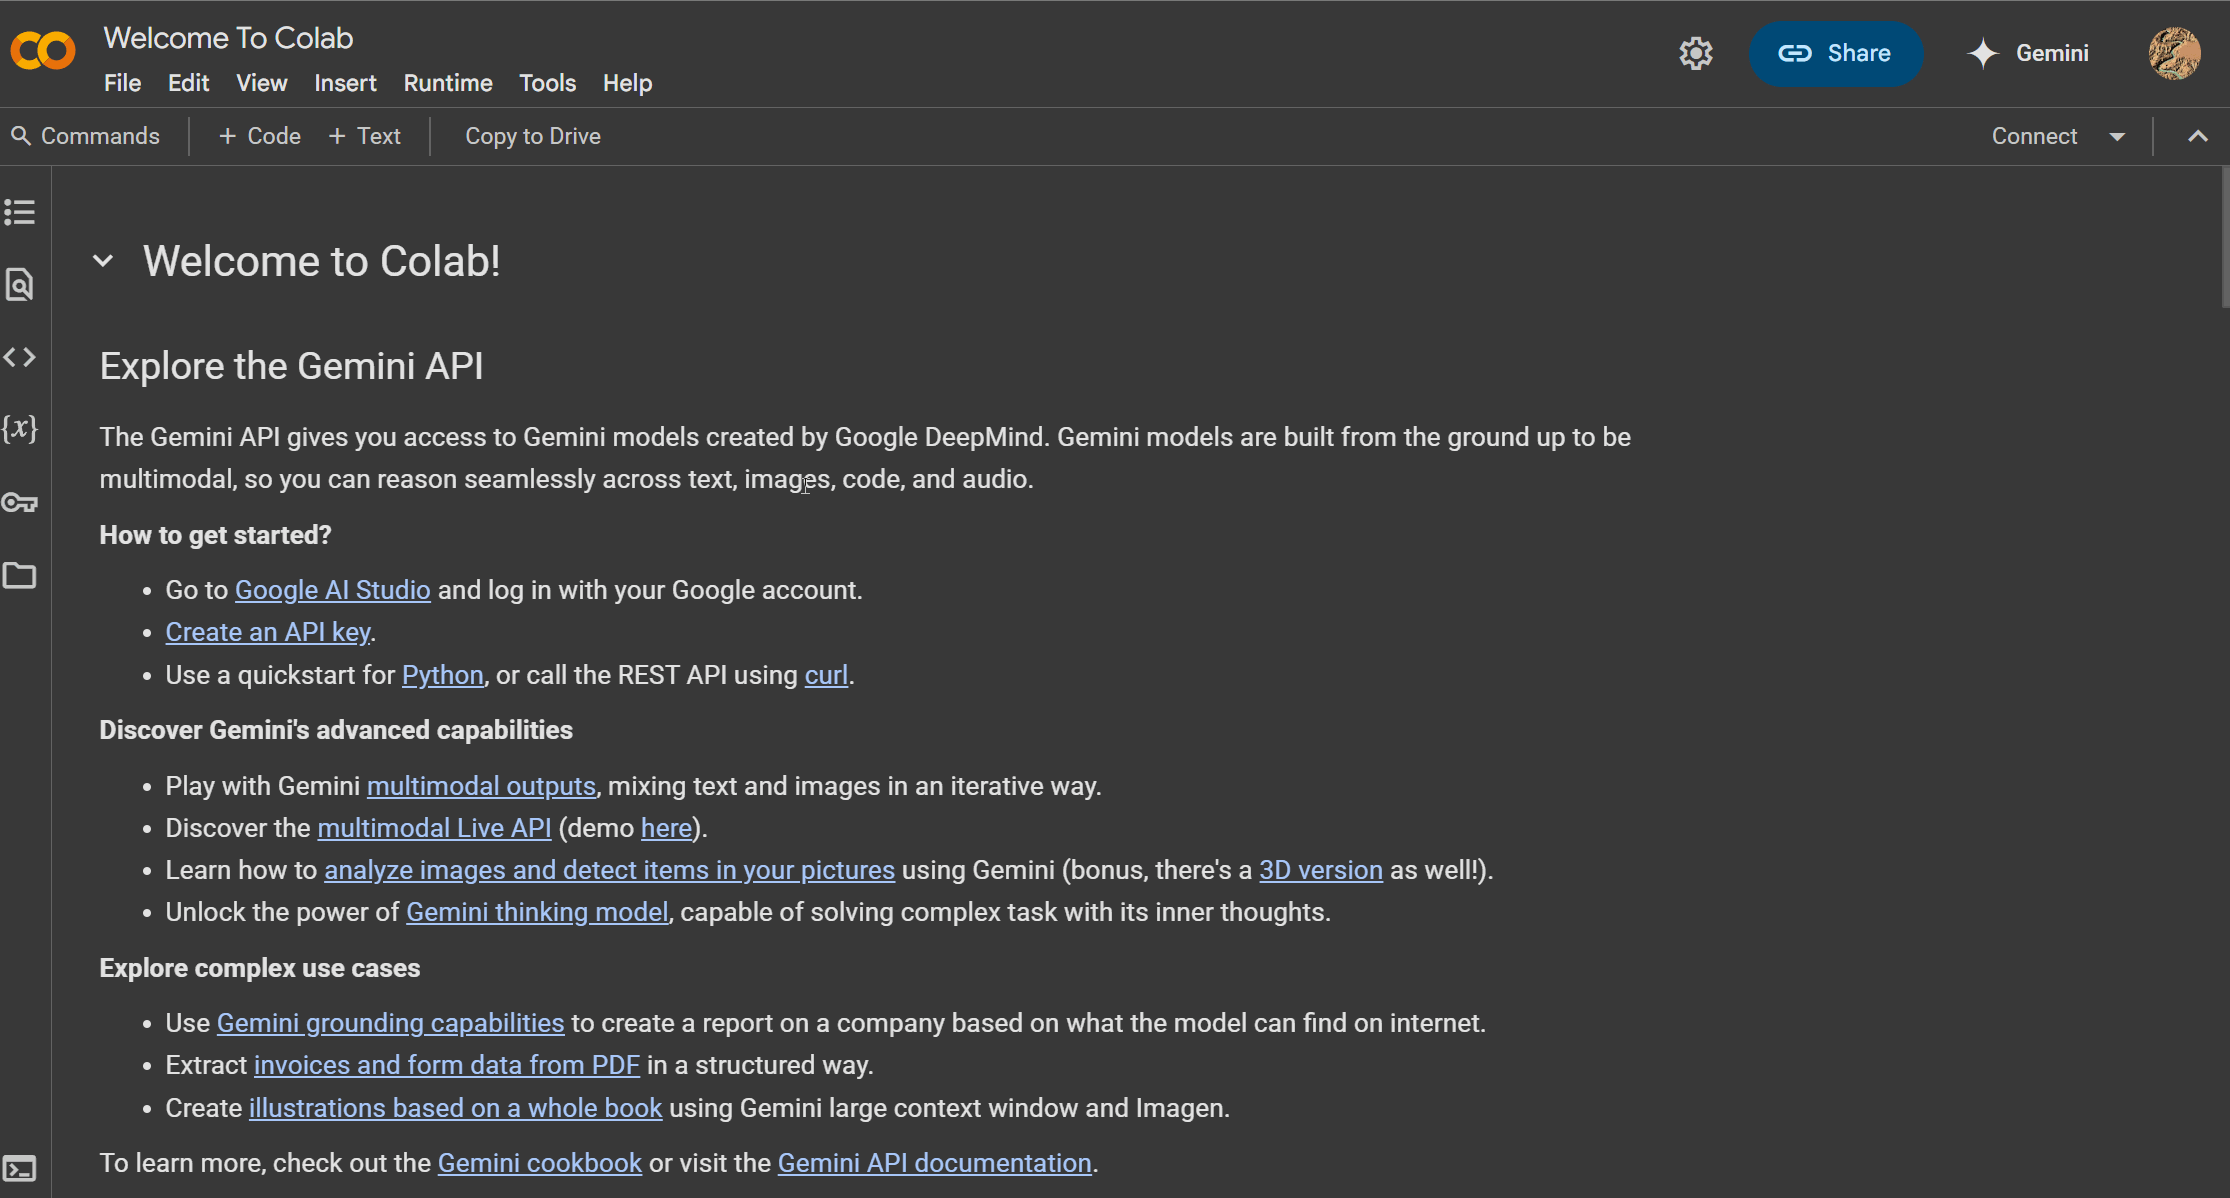 Welcome To Colab
File Edit View Insert Runtime Tools Help
Share
Gemini
Commands + Code + Text Copy to Drive Connect
{x}
Welcome to Colab!
Explore the Gemini API
The Gemini API gives you access to Gemini models created by Google DeepMind. Gemini models are built from the ground up to be
multimodal, so you can reason seamlessly across text, images, code, and audio.
How to get started?
• Go to Google AI Studio and log in with your Google account.
• Create an API key.
• Use a quickstart for Python, or call the REST API using curl.
Discover Gemini's advanced capabilities
• Play with Gemini multimodal outputs, mixing text and images in an iterative way.
• Discover the multimodal Live API (demo here).
• Learn how to analyze images and detect items in your pictures using Gemini (bonus, there's a 3D version as well!).
• Unlock the power of Gemini thinking model, capable of solving complex task with its inner thoughts.
Explore complex use cases
• Use Gemini grounding capabilities to create a report on a company based on what the model can find on internet.
• Extract invoices and form data from PDF in a structured way.
• Create illustrations based on a whole book using Gemini large context window and Imagen.
To learn more, check out the Gemini cookbook or visit the Gemini API documentation.